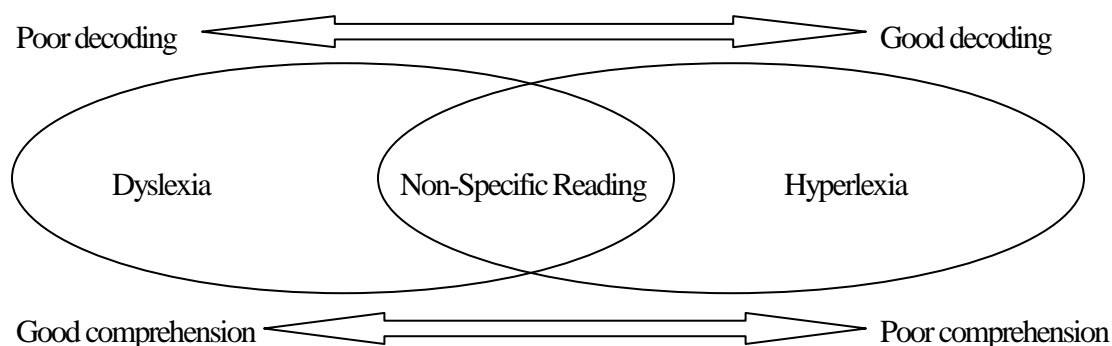 Poor decoding Good decoding
Dyslexia Non-Specific Reading Hyperlexia
Good comprehension Poor comprehension